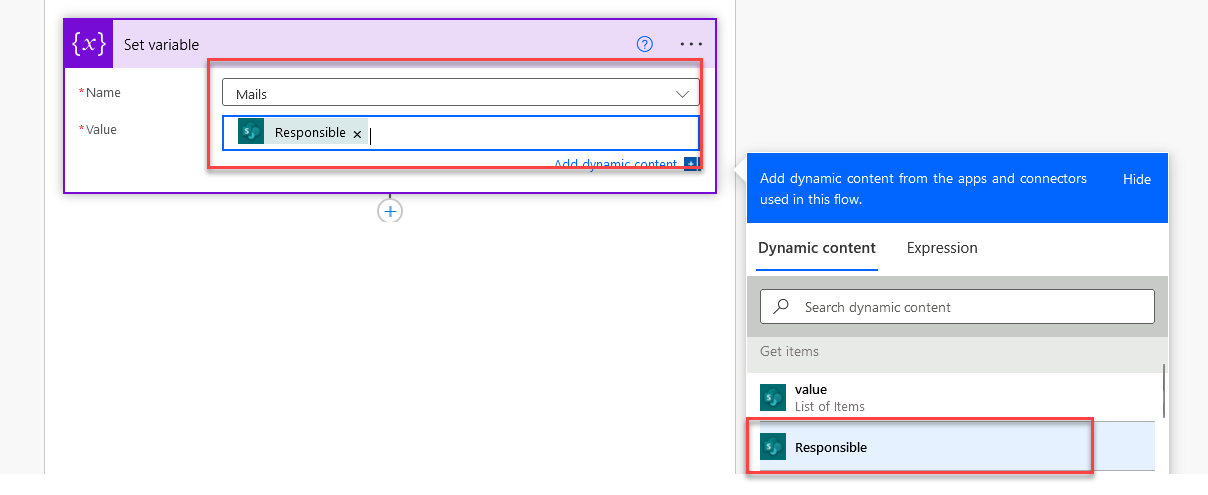 {x} Set variable
*Name
Mails
*Value
Responsible
Add dynamic content
Add dynamic content from the apps and connectors
used in this flow.
Hide
Dynamic content
Expression
Search dynamic content
Get items
value
List of Items
Responsible